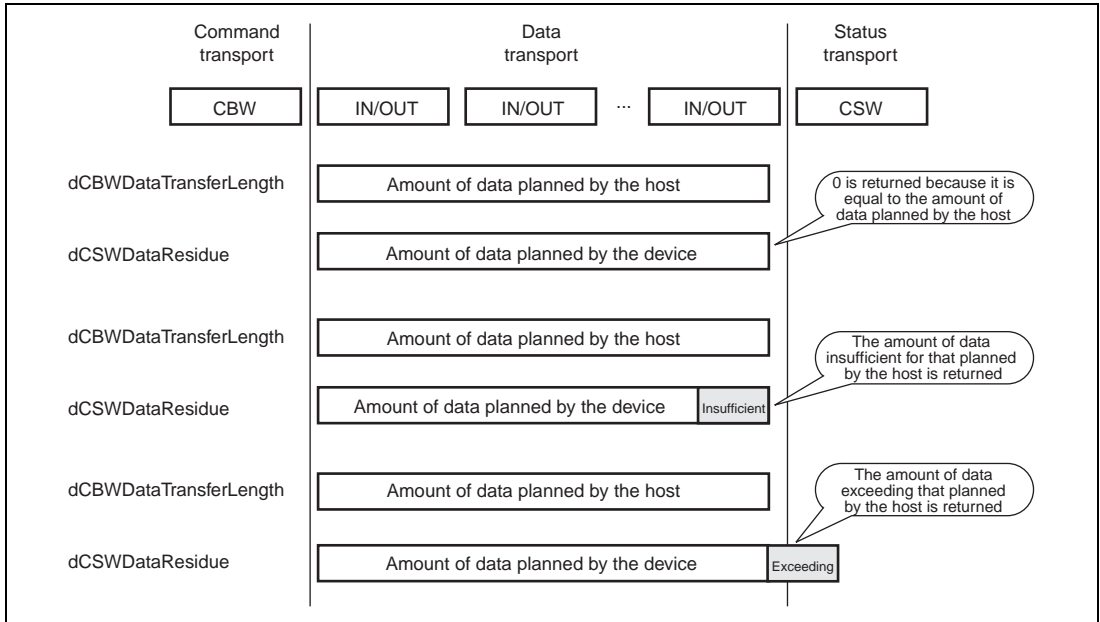 Command
transport
Data
transport
Status
transport
CBW
IN/OUT
IN/OUT
...
IN/OUT
CSW
dCBWDataTransferLength
Amount of data planned by the host
0 is returned because it is
equal to the amount of
data planned by the host
dCSWDataResidue
Amount of data planned by the device
dCBWDataTransferLength
Amount of data planned by the host
The amount of data
insufficient for that planned
by the host is returned
dCSWDataResidue
Amount of data planned by the device
Insufficient
dCBWDataTransferLength
Amount of data planned by the host
The amount of data
exceeding that planned
by the host is returned
dCSWDataResidue
Amount of data planned by the device
Exceeding